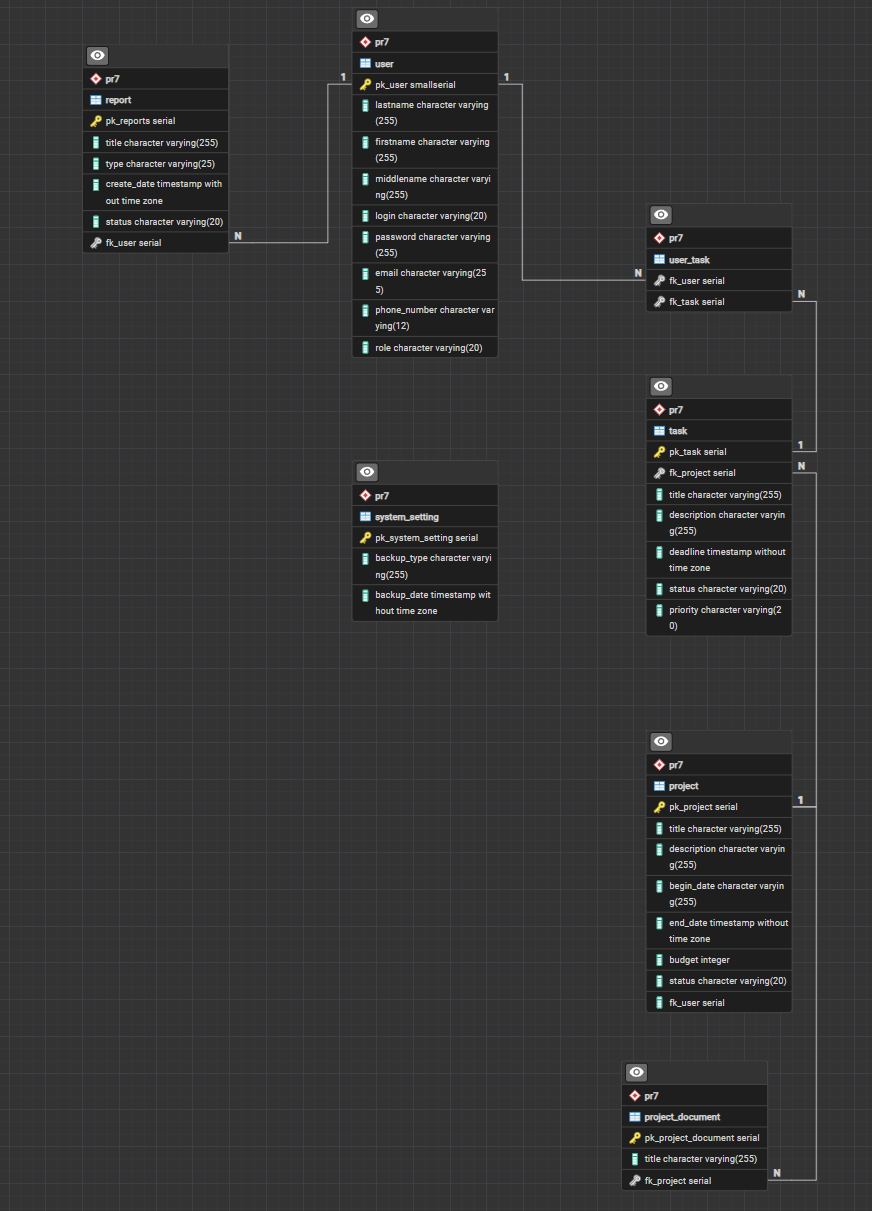 pr7
report
pk_reports serial
title character varying(255)
type character varying(25)
create_date timestamp with
out time zone
status character varying(20)
fk_user serial
N
1
pr7
user
pk_user smallserial
lastname character varying
(255)
firstname character varying
(255)
middlename character varyi
ng(255)
login character varying(20)
password character varying
(255)
email character varying(25
5)
phone_number character var
ying(12)
role character varying(20)
1
N
pr7
user_task
fk_user serial
fk_task serial
N
pr7
task
pk_task serial
1
fk_project serial
N
title character varying(255)
description character varyin
g(255)
deadline timestamp without
time zone
status character varying(20)
priority character varying(2
0)
pr7
system_setting
pk_system_setting serial
backup_type character varyi
ng(255)
backup_date timestamp wit
hout time zone
pr7
project
pk_project serial
1
title character varying(255)
description character varyin
g(255)
begin_date character varyin
g(255)
end_date timestamp without
time zone
budget integer
status character varying(20)
fk_user serial
pr7
project_document
pk_project_document serial
title character varying(255)
fk_project serial
N